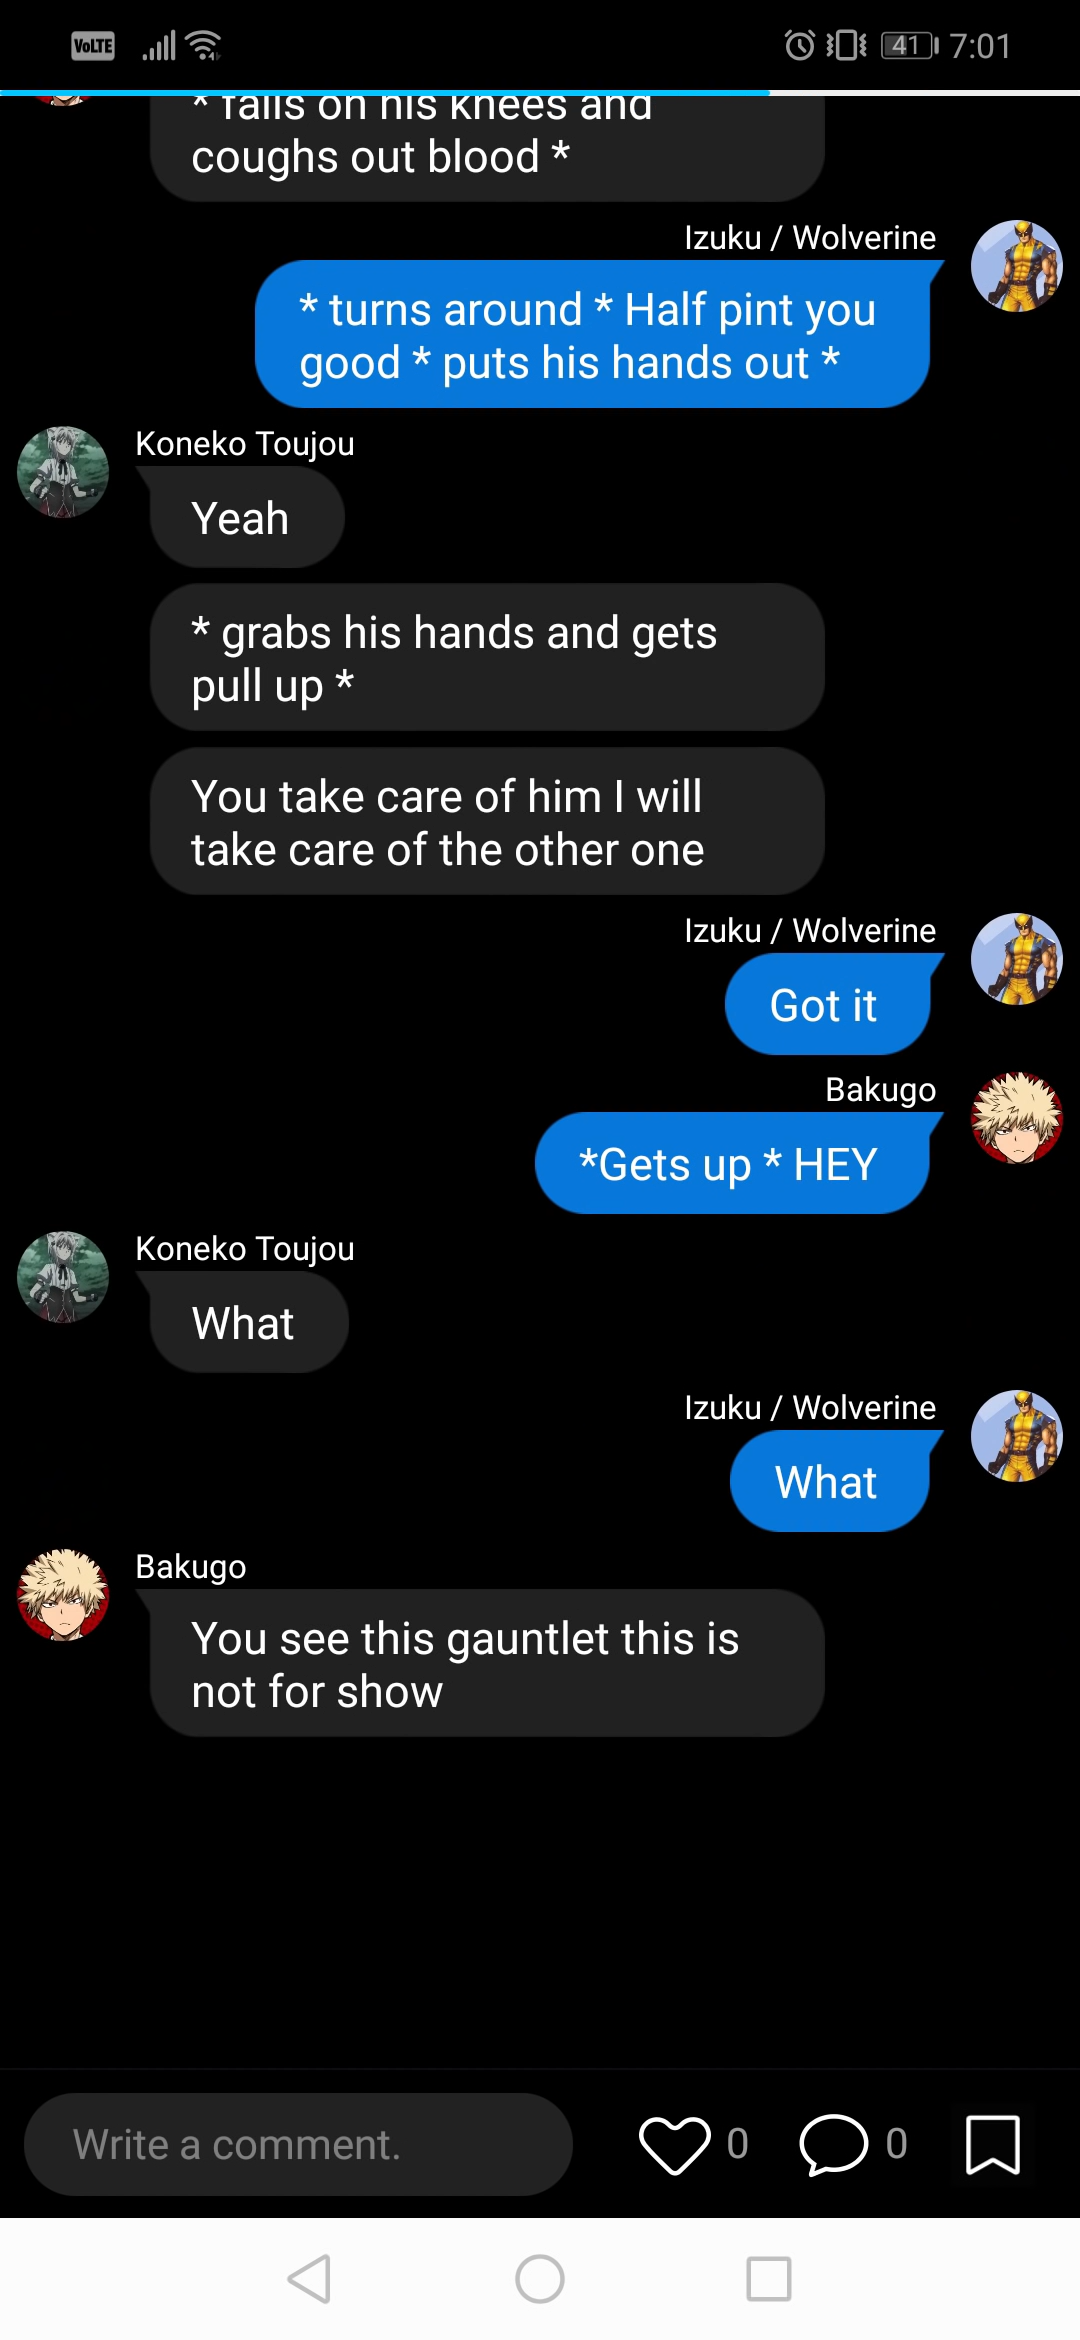 VoLTE
41 7:01
* falls on his knees and
coughs out blood *
Izuku / Wolverine
* turns around * Half pint you
good * puts his hands out *
Koneko Toujou
Yeah
* grabs his hands and gets
pull up *
You take care of him I will
take care of the other one
Izuku / Wolverine
Got it
Bakugo
*Gets up * HEY
Koneko Toujou
What
Izuku / Wolverine
What
Bakugo
You see this gauntlet this is
not for show
Write a comment.
0
0